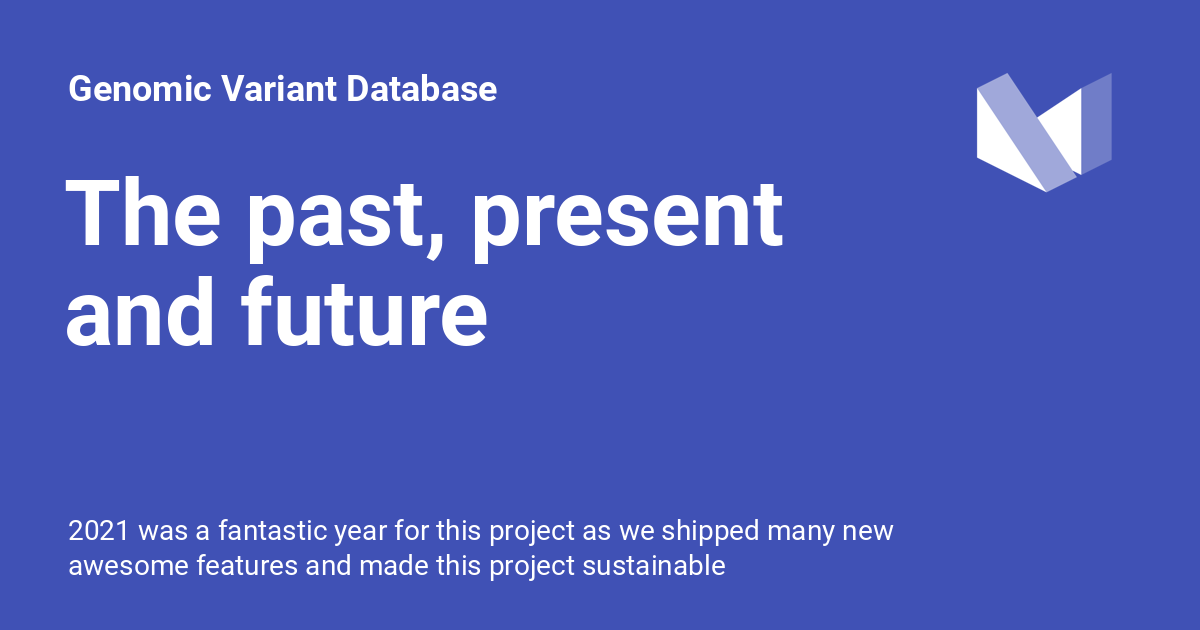 Genomic Variant Database
The past, present
and future
2021 was a fantastic year for this project as we shipped many new
awesome features and made this project sustainable